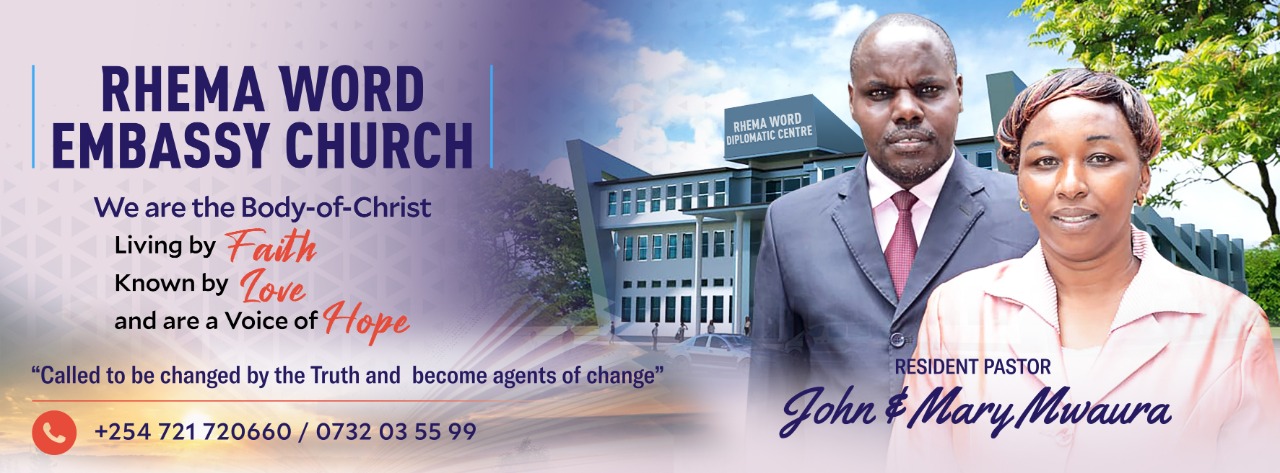 RHEMA WORD
EMBASSY CHURCH
We are the Body-of-Christ
Living by Faith
Known by Love
and are a Voice of Hope
“Called to be changed by the Truth and become agents of change”
+254 721 720660 / 0732 03 55 99
RHEMA WORD
DIPLOMATIC CENTRE
RESIDENT PASTOR
John & Mary Mwaura